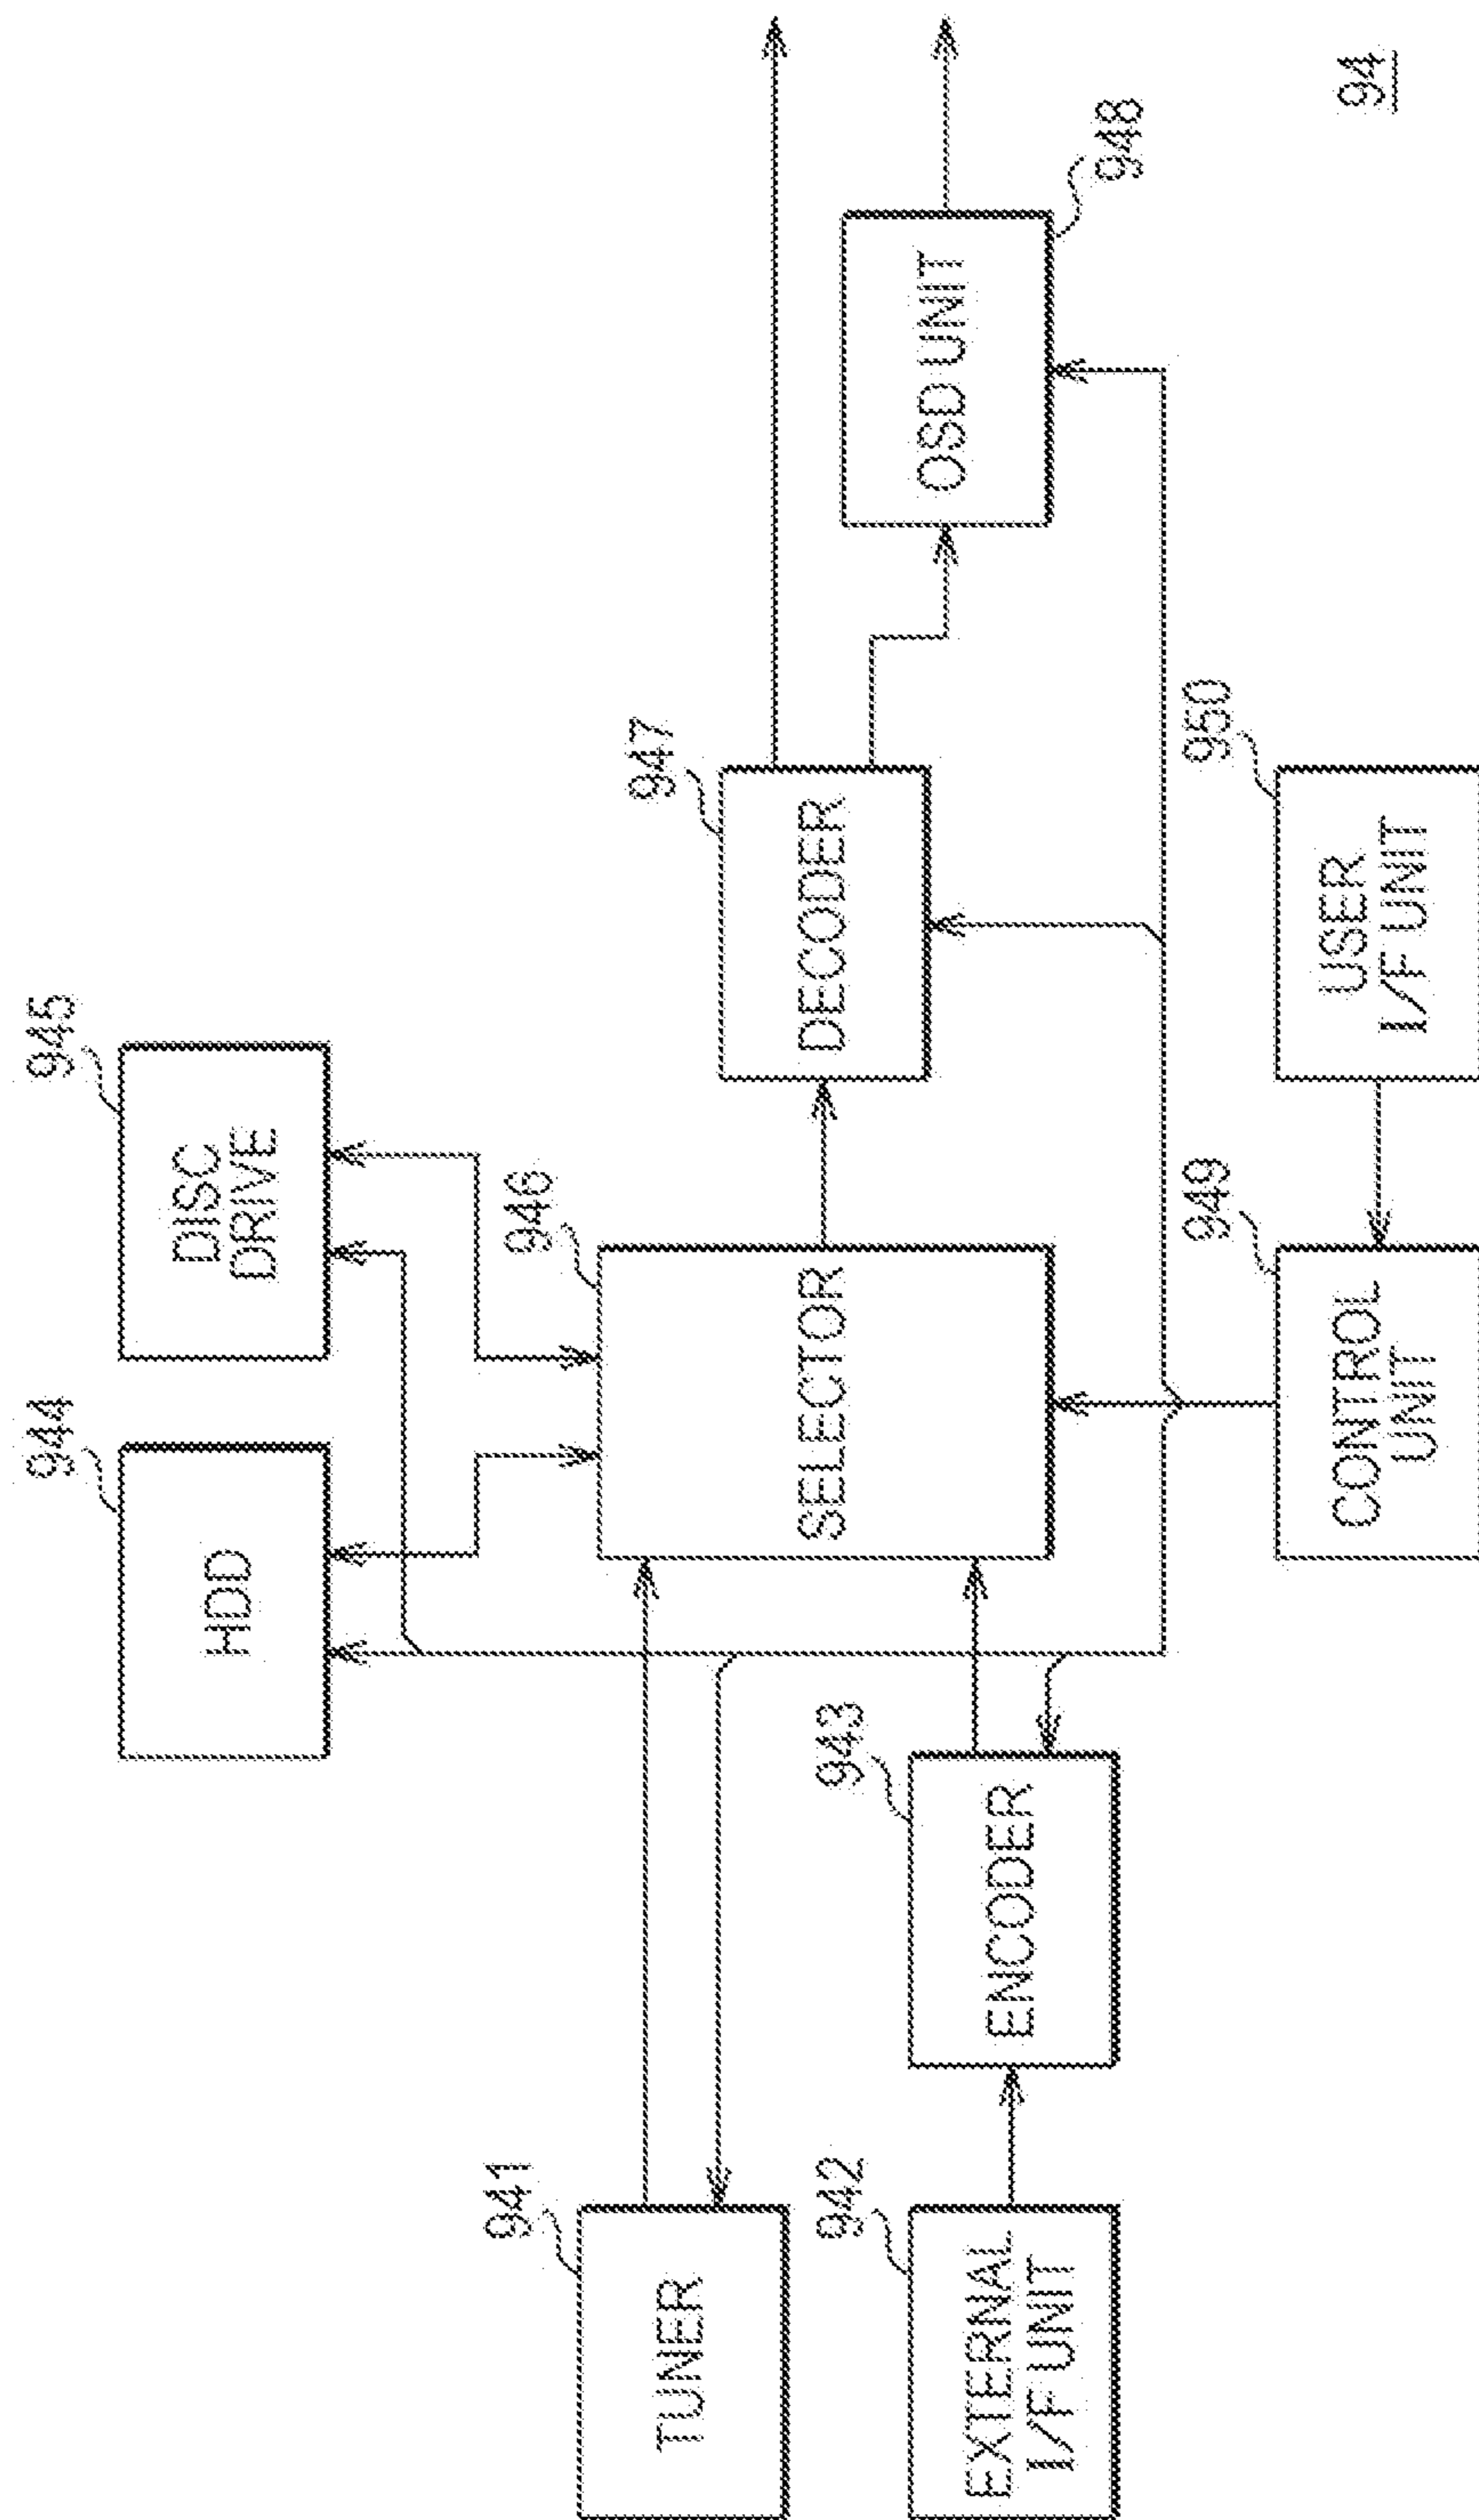 944
HDD
945
DISC
DRIVE
941
TUNER
946
SELECTOR
947
DECODER
942
EXTERNAL
I/F UNIT
943
ENCODER
OSD UNIT
948
949
CONTROL
UNIT
950
USER
I/F UNIT
94